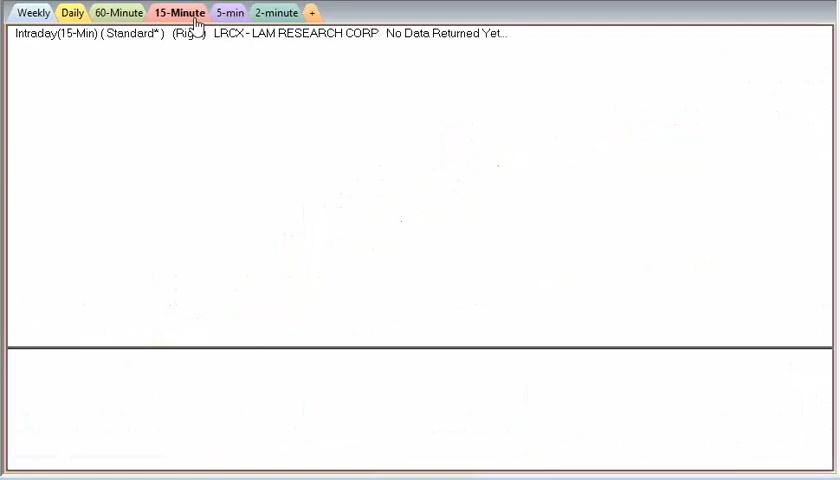 Weekly Daily 60-Minute 15-Minute 5-min 2-minute +
Intraday(15-Min) ( Standard* ) LRCX - LAM RESEARCH CORP No Data Returned Yet...